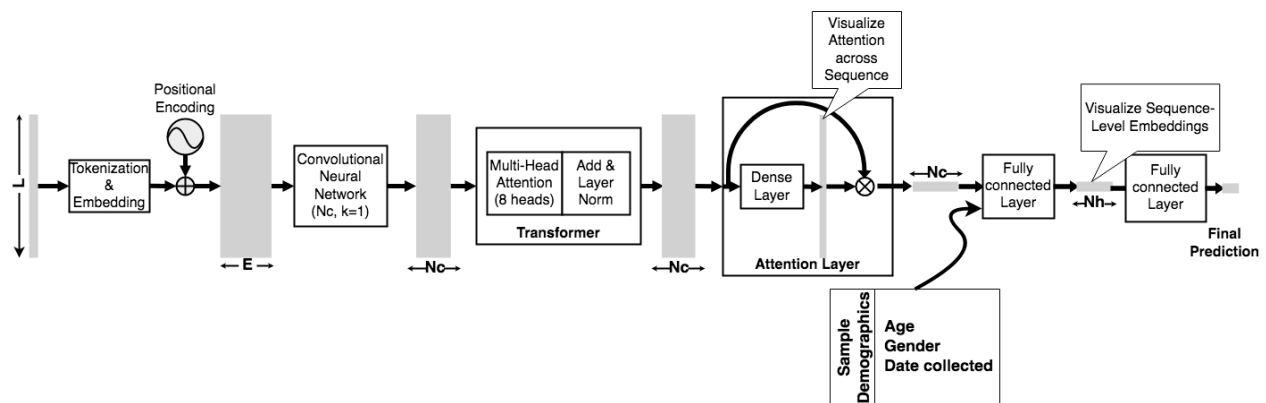 Visualize
Attention
across
Sequence
Positional
Encoding
Visualize Sequence-
Level Embeddings
L
Tokenization
&
Embedding
Convolutional
Neural
Network
(Nc, k=1)
Multi-Head
Attention
(8 heads)
Add &
Layer
Norm
Transformer
Dense
Layer
Attention Layer
Nc
Fully
connected
Layer
Nh
Fully
connected
Layer
Final
Prediction
E
Nc
Nc
Sample
Demographics
Age
Gender
Date collected